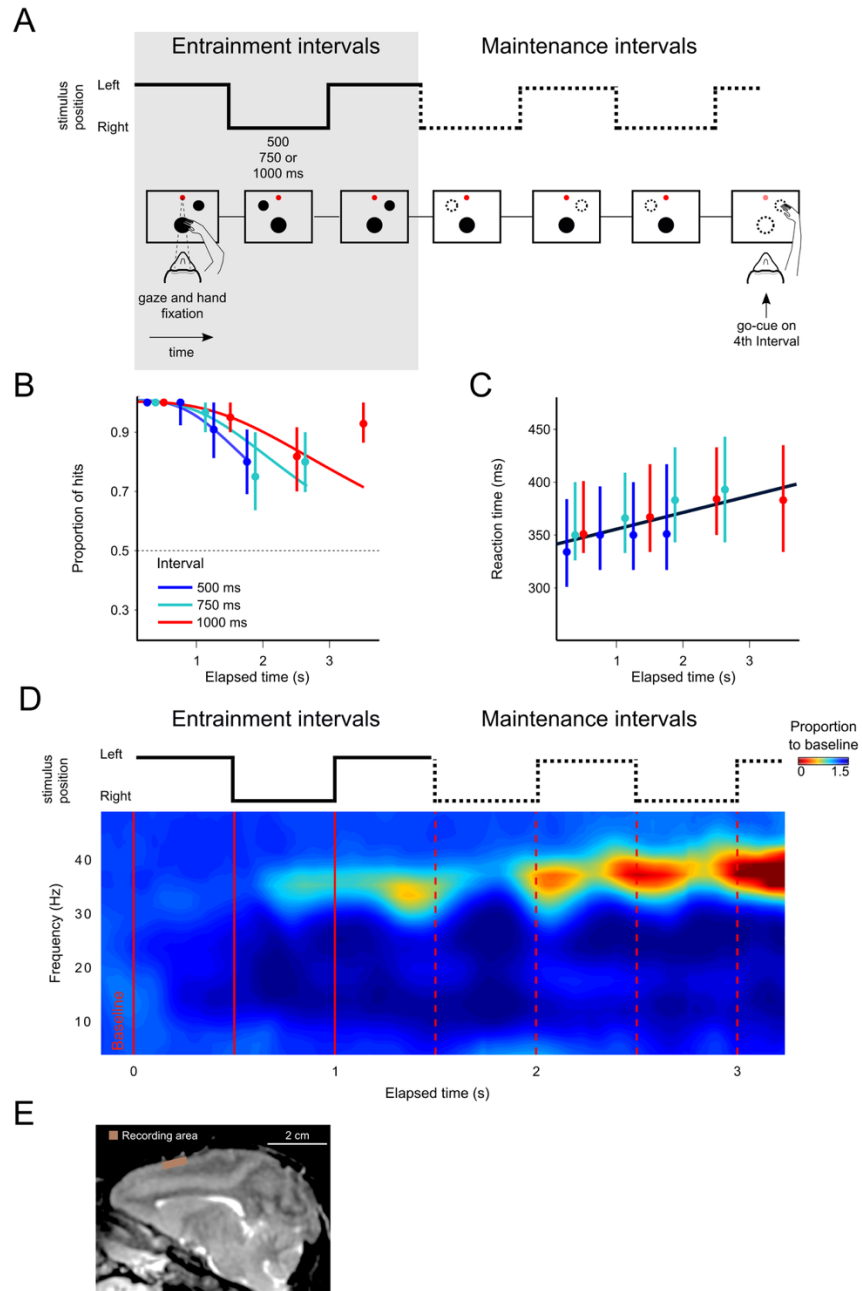 A
Entrainment intervals
Maintenance intervals
stimulus
position
Left
Right
500
750 or
1000 ms
gaze and hand
fixation
time
go-cue on
4th Interval
B
Proportion of hits
0.9
0.7
0.5
0.3
Interval
500 ms
750 ms
1000 ms
1 2 3
Elapsed time (s)
C
Reaction time (ms)
450
400
350
300
1 2 3
Elapsed time (s)
D
Entrainment intervals
Maintenance intervals
stimulus
position
Left
Right
Proportion
to baseline
0 1.5
Frequency (Hz)
40
30
20
10
Baseline
0 1 2 3
Elapsed time (s)
E
Recording area
2 cm